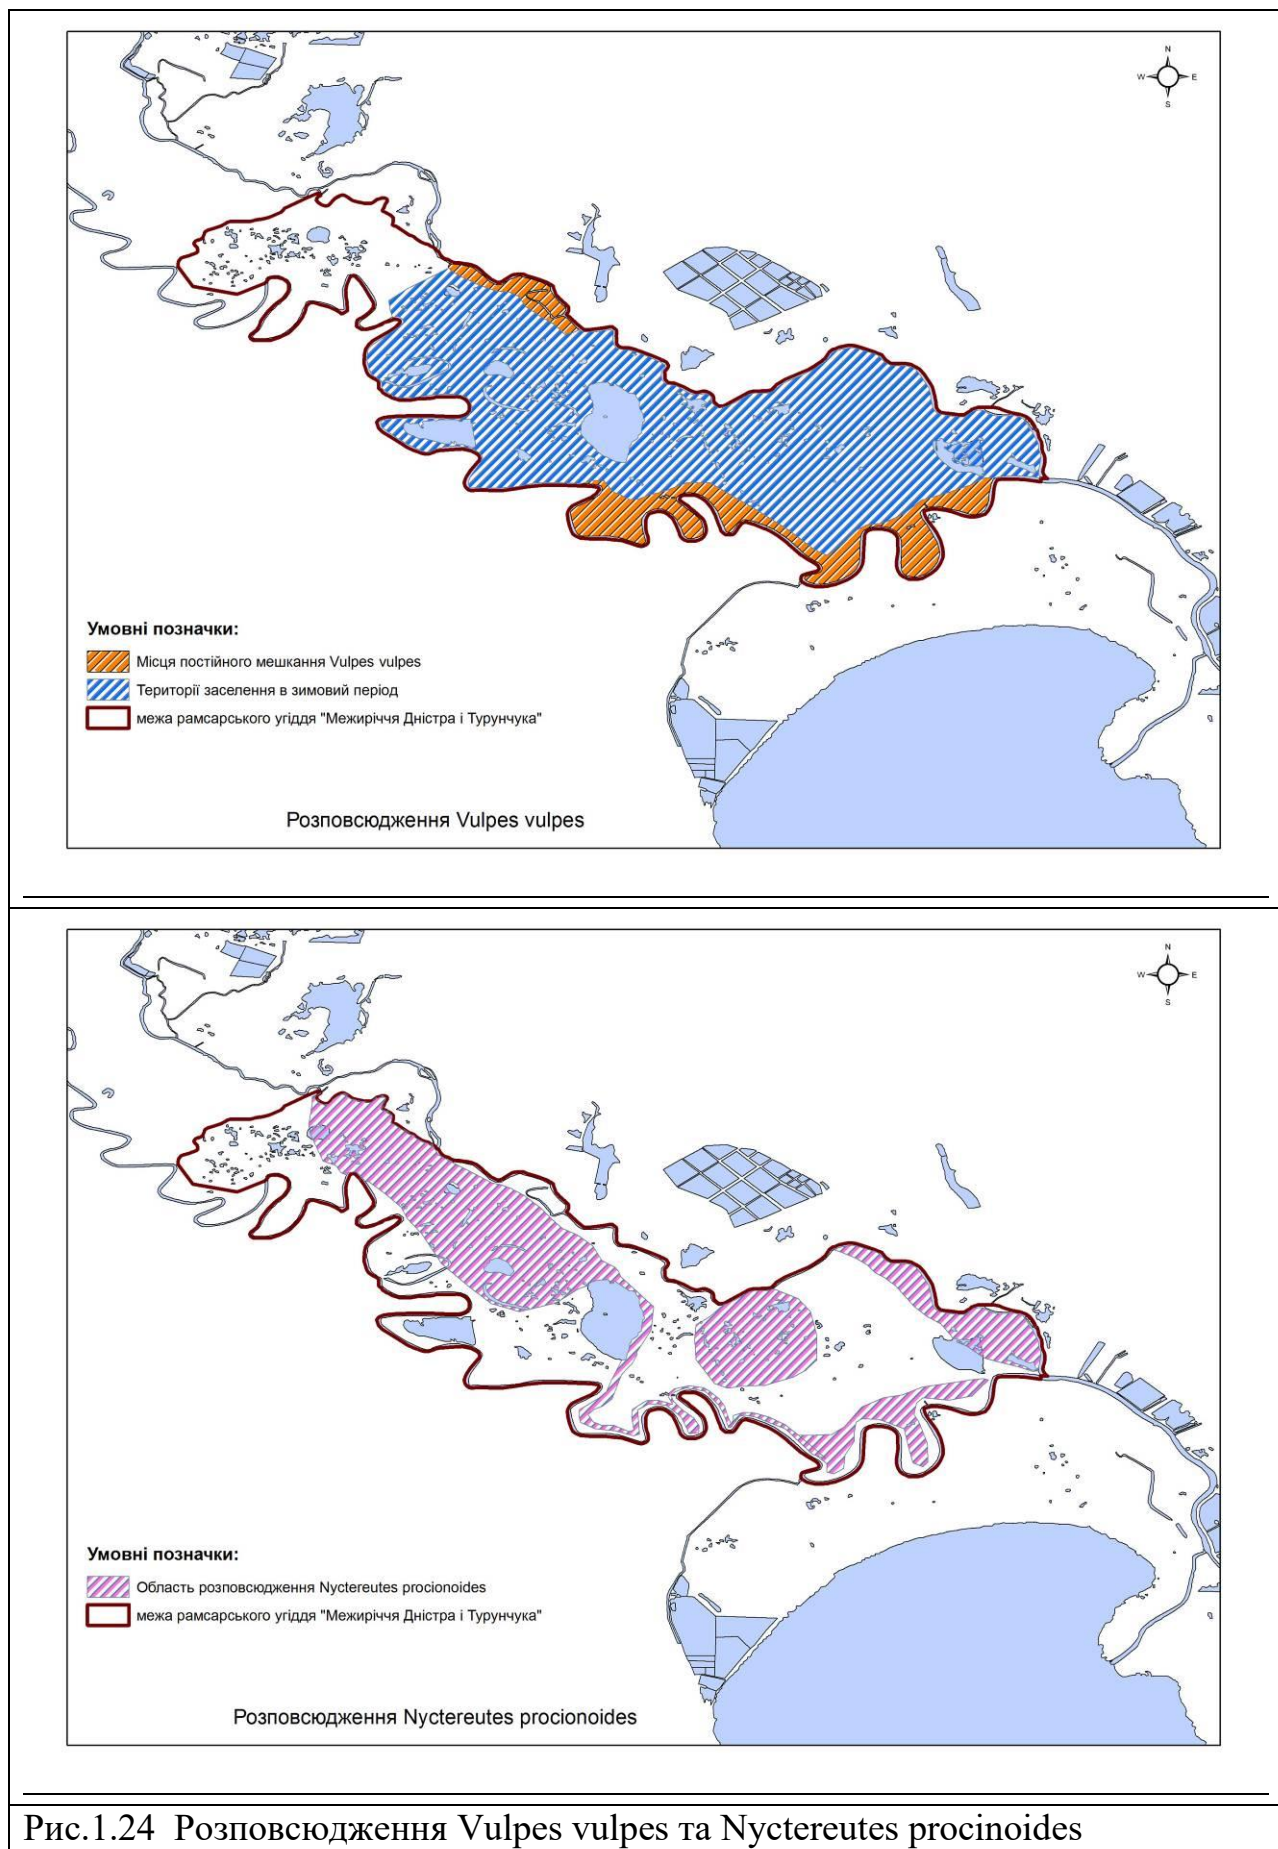 N
W E
S
Умовні позначки:
Місця постійного мешкання Vulpes vulpes
Території заселення в зимовий період
межа рамсарського угіддя "Межиріччя Дністра і Турунчука"
Розповсюдження Vulpes vulpes
N
W E
S
Умовні позначки:
Область розповсюдження Nyctereutes procionoides
межа рамсарського угіддя "Межиріччя Дністра і Турунчука"
Розповсюдження Nyctereutes procionoides
Рис.1.24 Розповсюдження Vulpes vulpes та Nyctereutes procinoides